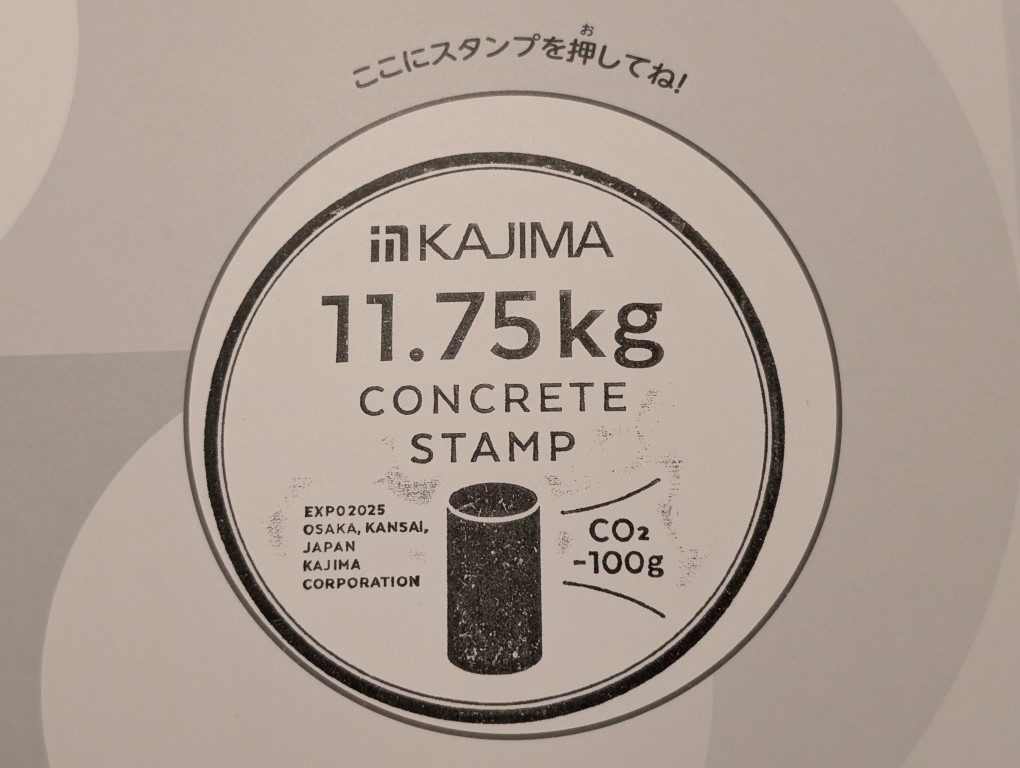 ここにスタンプを押してね!
お
KAJIMA
11.75kg
CONCRETE
STAMP
EXPO2025
OSAKA, KANSAI,
JAPAN
KAJIMA
CORPORATION
CO₂
-100g